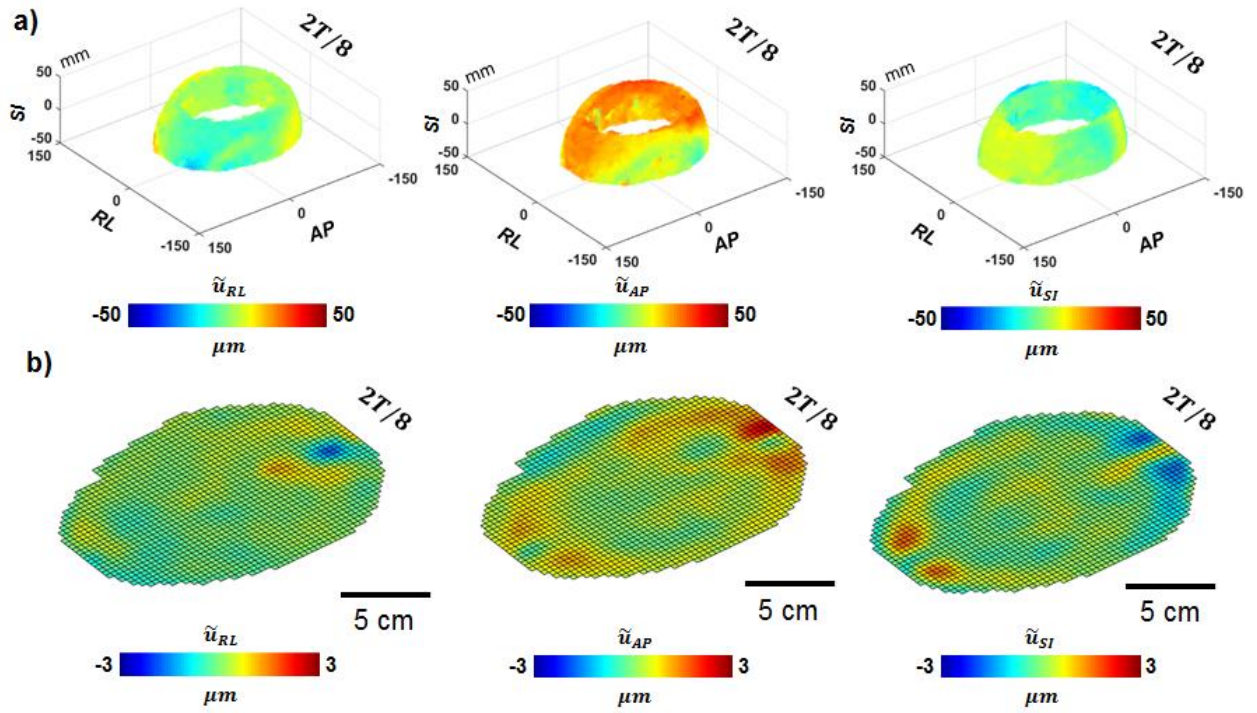 a)
2T/8
2T/8
2T/8
mm
mm
mm
50
0
-50
SI
150
0
-150
RL
150
0
-150
AP
50
0
-50
SI
150
0
-150
RL
150
0
-150
AP
50
0
-50
SI
150
0
-150
RL
150
0
-150
AP
ũ_RL
-50 50
μm
ũ_AP
-50 50
μm
ũ_SI
-50 50
μm
b)
2T/8
2T/8
2T/8
5 cm
5 cm
5 cm
ũ_RL
-3 3
μm
ũ_AP
-3 3
μm
ũ_SI
-3 3
μm